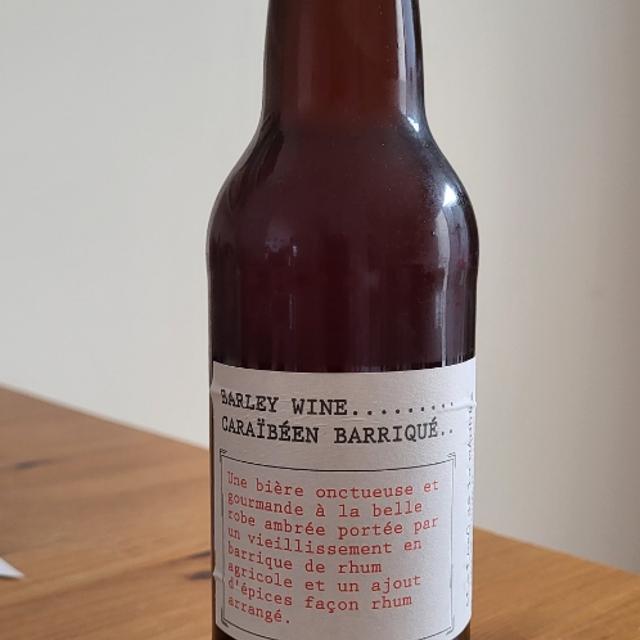 BARLEY WINE.........
CARAÏBÉEN BARRIQUÉ..
Une bière onctueuse et
gourmande à la belle
robe ambrée portée par
un vieillissement en
barrique de rhum
agricole et un ajout
d'épices façon rhum
arrangé.